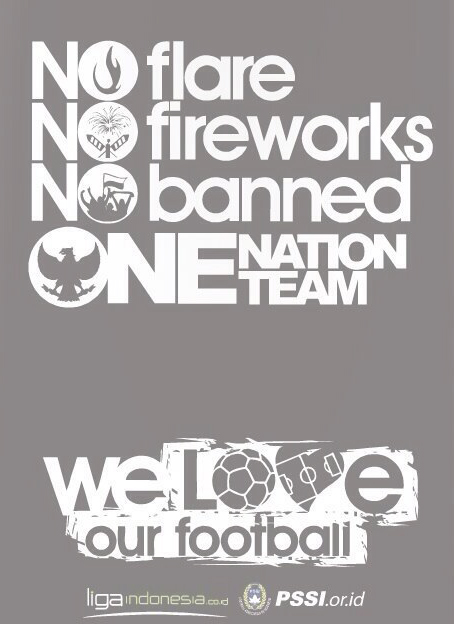 NO flare
NO fireworks
NO banned
ONE NATION
TEAM
we Love
our football
ligaindonesia.co.id
PSSI.or.id